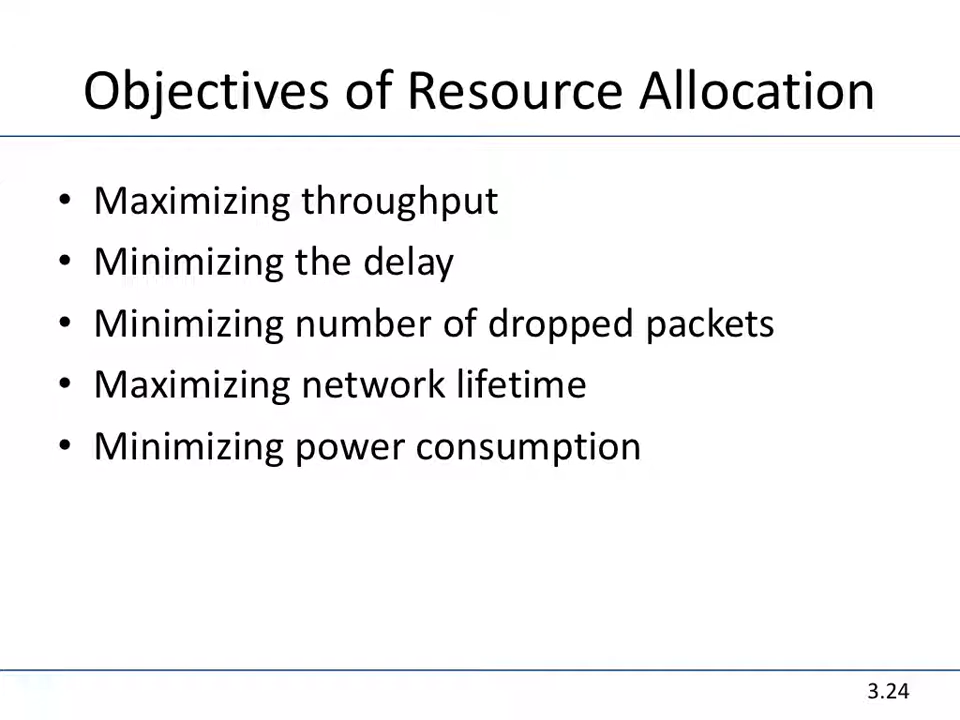 Objectives of Resource Allocation
• Maximizing throughput
• Minimizing the delay
• Minimizing number of dropped packets
• Maximizing network lifetime
• Minimizing power consumption
3.24